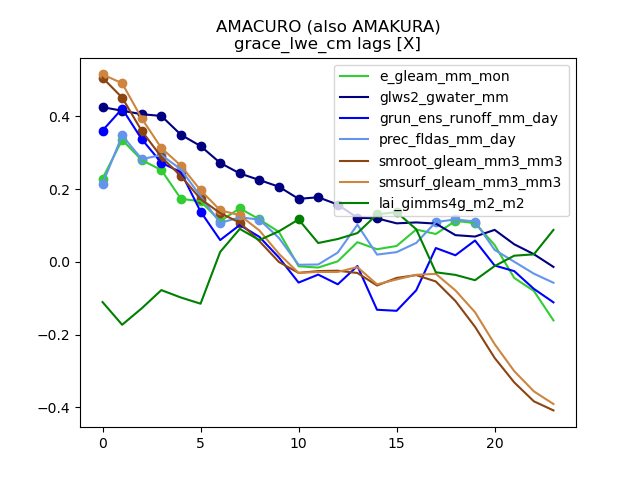 AMACURO (also AMAKURA)
grace_lwe_cm lags [X]
e_gleam_mm_mon
glws2_gwater_mm
grun_ens_runoff_mm_day
prec_fldas_mm_day
smroot_gleam_mm3_mm3
smsurf_gleam_mm3_mm3
lai_gimms4g_m2_m2
0.4
0.2
0.0
−0.2
−0.4
0 5 10 15 20